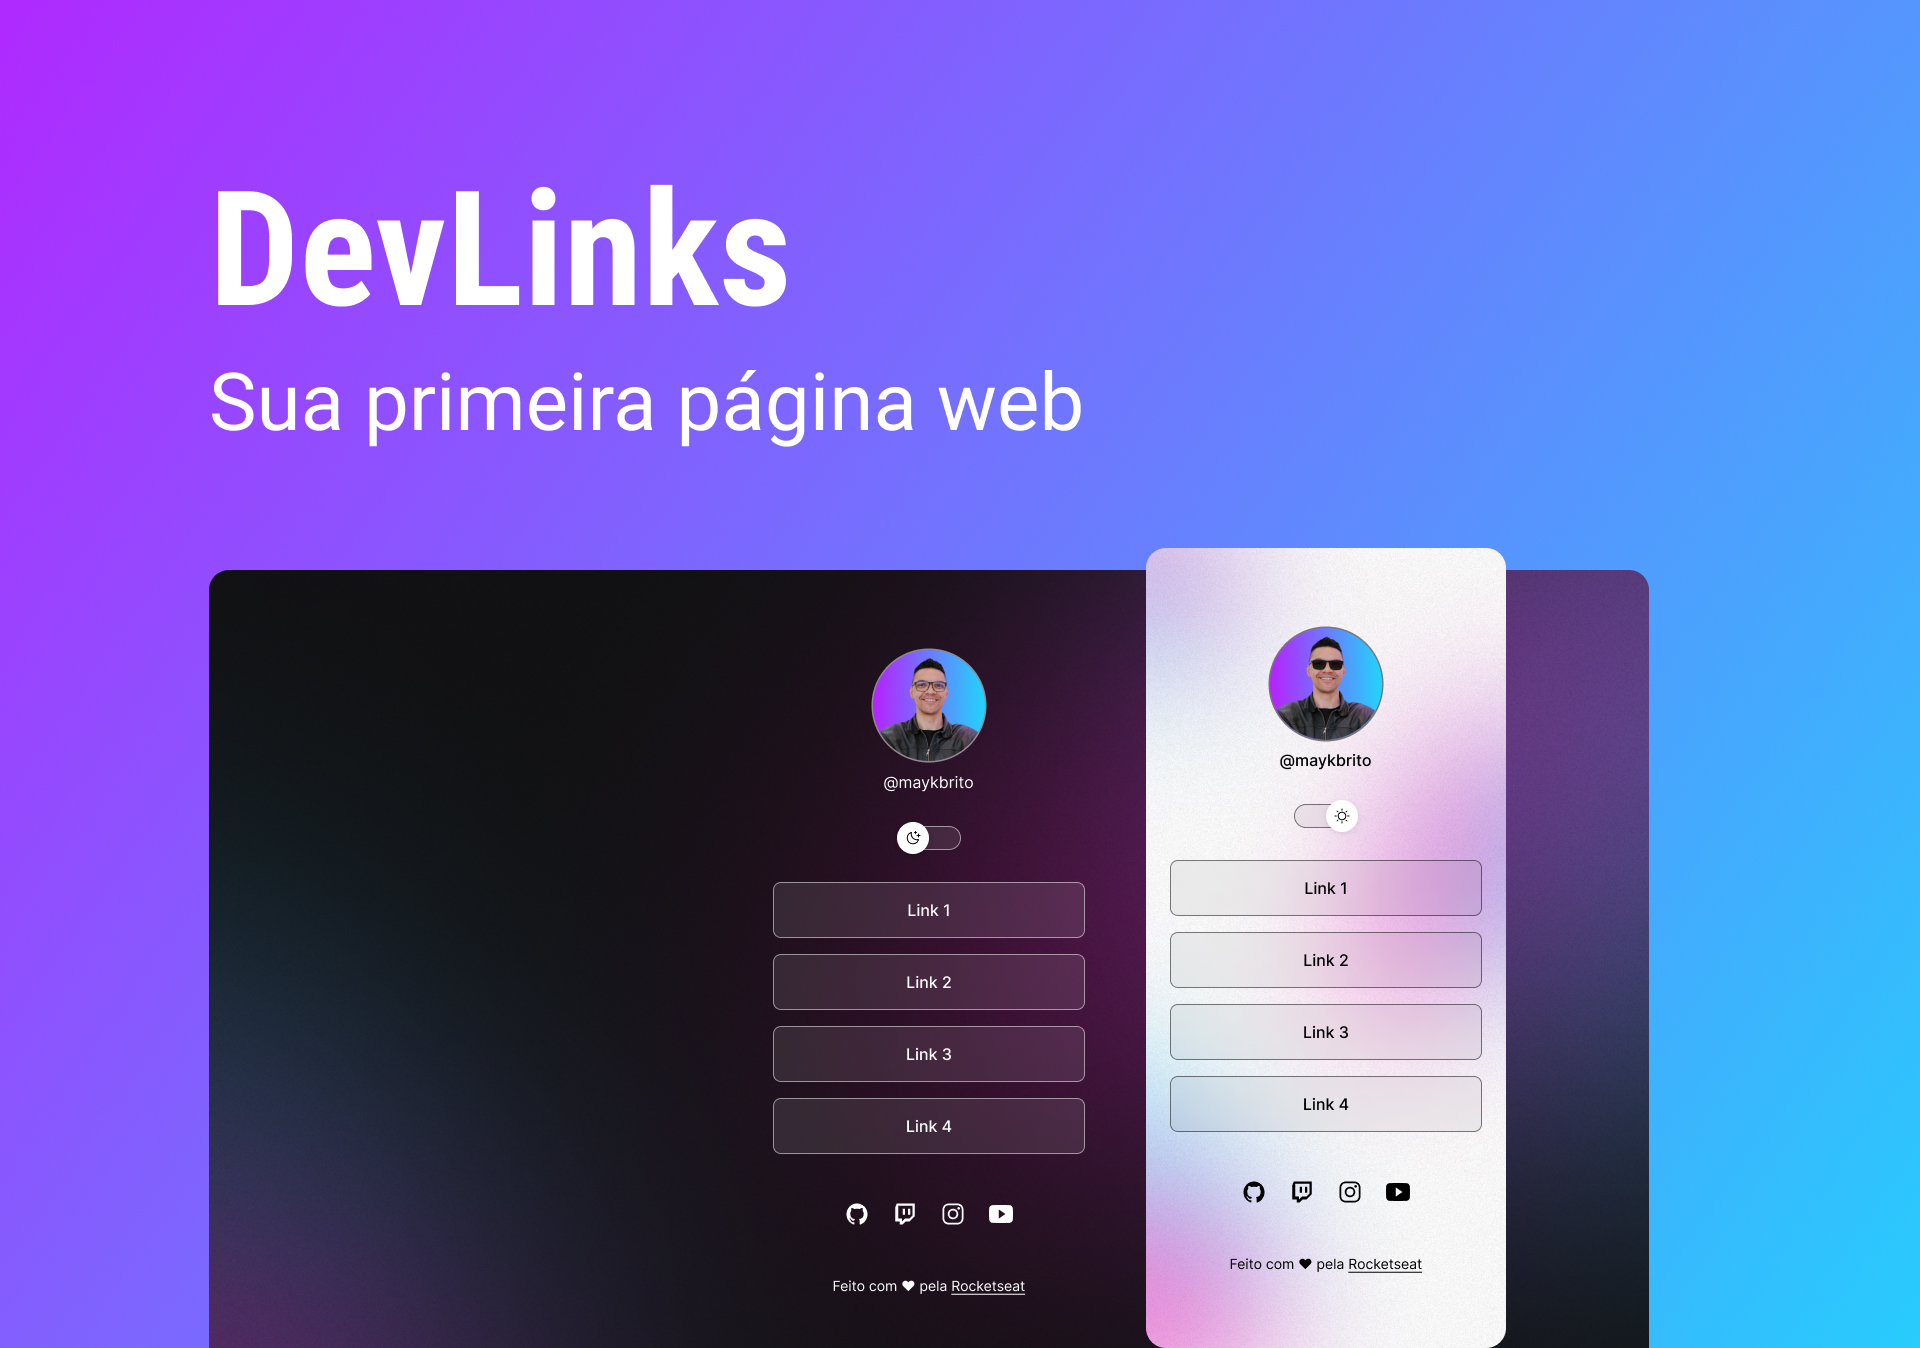 DevLinks
Sua primeira página web
@maykbrito
Link 1
Link 2
Link 3
Link 4
Feito com ♥ pela Rocketseat
@maykbrito
Link 1
Link 2
Link 3
Link 4
Feito com ♥ pela Rocketseat